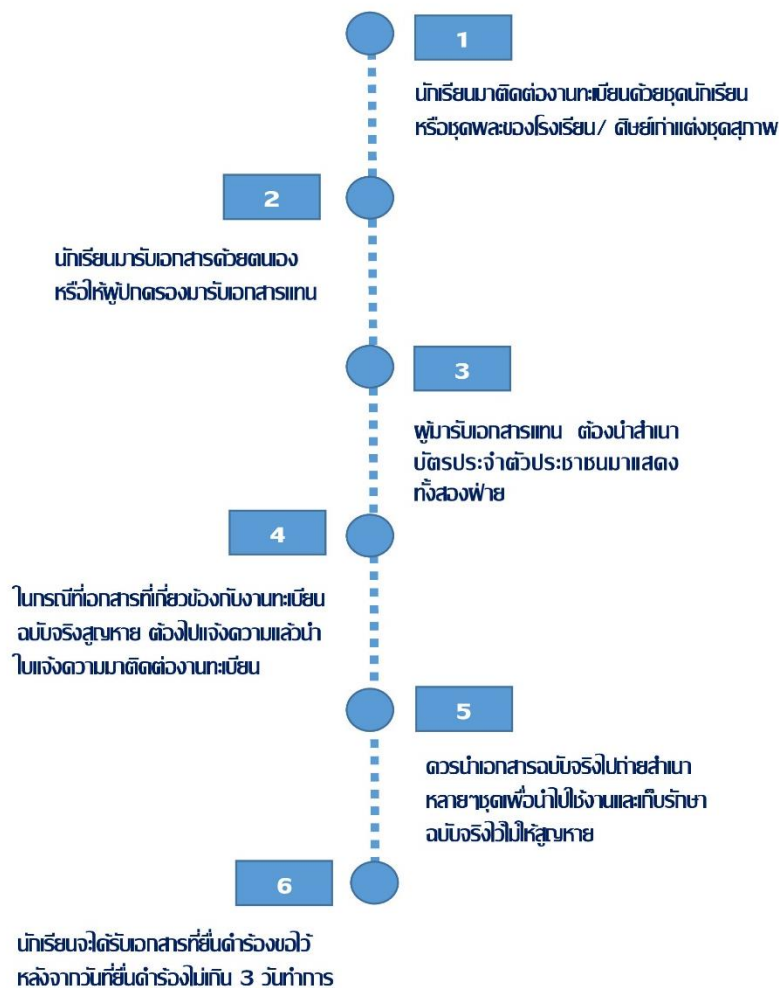 1
นักเรียนมาติดต่องานทะเบียนด้วยชุดนักเรียน
หรือชุดพละของโรงเรียน/ ศิษย์เก่าแต่งชุดสุภาพ
2
นักเรียนมารับเอกสารด้วยตนเอง
หรือให้ผู้ปกครองมารับเอกสารแทน
3
ผู้มารับเอกสารแทน ต้องนำสำเนา
บัตรประจำตัวประชาชนมาแสดง
ทั้งสองฝ่าย
4
ในกรณีที่เอกสารที่เกี่ยวข้องกับงานทะเบียน
ฉบับจริงสูญหาย ต้องไปแจ้งความแล้วนำ
ใบแจ้งความมาติดต่องานทะเบียน
5
ควรนำเอกสารฉบับจริงไปถ่ายสำเนา
หลายๆชุดเพื่อนำไปใช้งานและเก็บรักษา
ฉบับจริงไว้ไม่ให้สูญหาย
6
นักเรียนจะได้รับเอกสารที่ยื่นคำร้องขอไว้
หลังจากวันที่ยื่นคำร้องไม่เกิน 3 วันทำการ